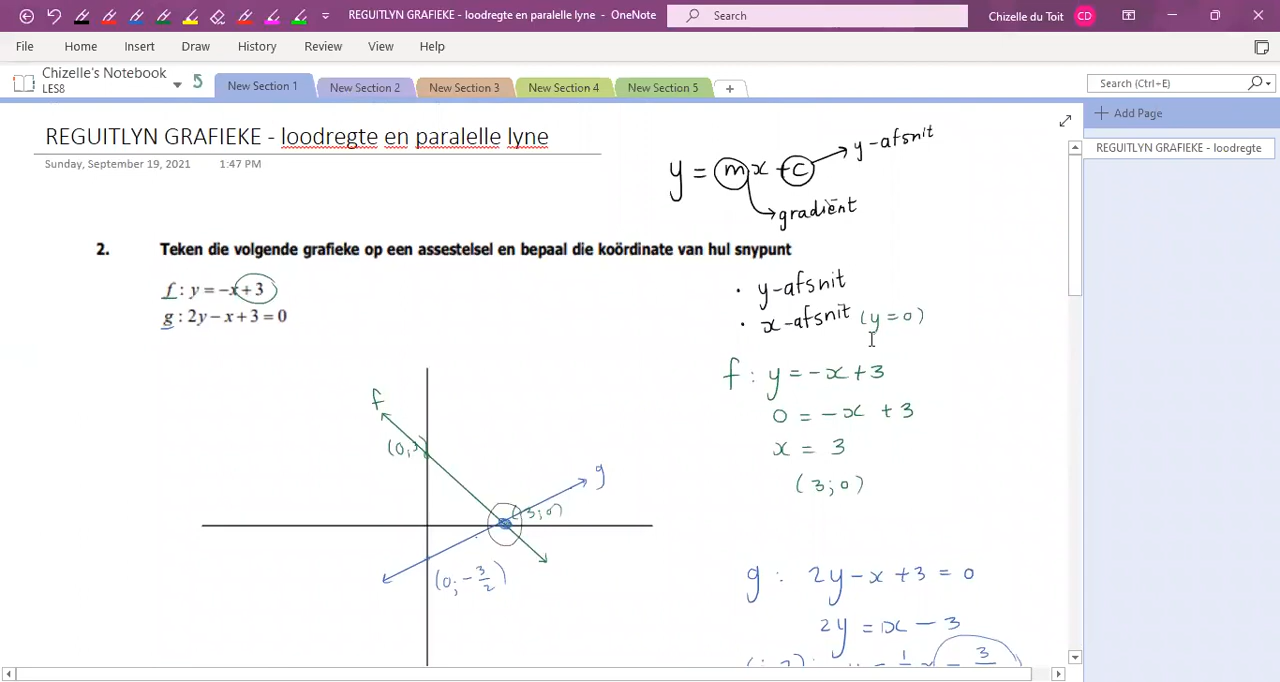 REGUITLYN GRAFIEKE - loodregte en paralelle lyne - OneNote
Search
Chizelle du Toit
CD
File Home Insert Draw History Review View Help
Chizelle's Notebook
LES8
New Section 1
New Section 2
New Section 3
New Section 4
New Section 5
+
Search (Ctrl+E)
Add Page
REGUITLYN GRAFIEKE - loodregte
REGUITLYN GRAFIEKE - loodregte en paralelle lyne
Sunday, September 19, 2021 1:47 PM
y = mx + c
y-afsnit
gradiënt
2. Teken die volgende grafieke op een assestelsel en bepaal die koördinate van hul snypunt
f : y = -x + 3
g : 2y - x + 3 = 0
· y-afsnit
· x-afsnit (y = 0)
f : y = -x + 3
0 = -x + 3
x = 3
(3;0)
f
(0;3)
g
(3;0)
(0; -3/2)
g : 2y - x + 3 = 0
2y = x - 3